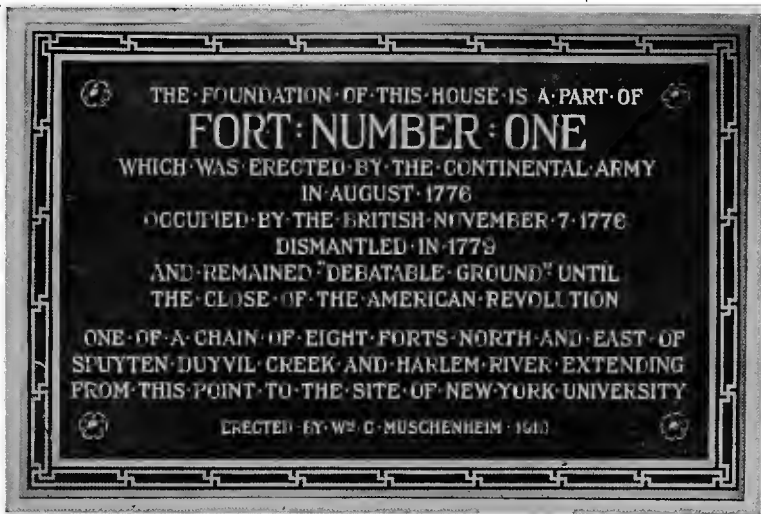 THE·FOUNDATION·OF·THIS·HOUSE·IS·A·PART·OF
FORT:NUMBER:ONE
WHICH·WAS·ERECTED·BY·THE·CONTINENTAL·ARMY
IN·AUGUST·1776
OCCUPIED·BY·THE·BRITISH·NOVEMBER·7·1776
DISMANTLED·IN·1779
AND·REMAINED·"DEBATABLE·GROUND"·UNTIL
THE·CLOSE·OF·THE·AMERICAN·REVOLUTION
ONE·OF·A·CHAIN·OF·EIGHT·FORTS·NORTH·AND·EAST·OF
SPUYTEN·DUYVIL·CREEK·AND·HARLEM·RIVER·EXTENDING
FROM·THIS·POINT·TO·THE·SITE·OF·NEW·YORK·UNIVERSITY
ERECTED·BY·Wᴹ·C·MUSCHENHEIM